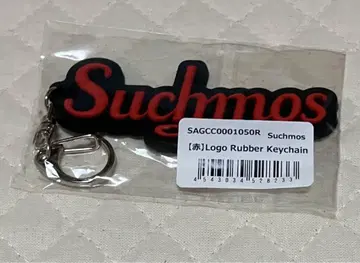 Suchmos
SAGCC0001050R Suchmos
【赤】Logo Rubber Keychain